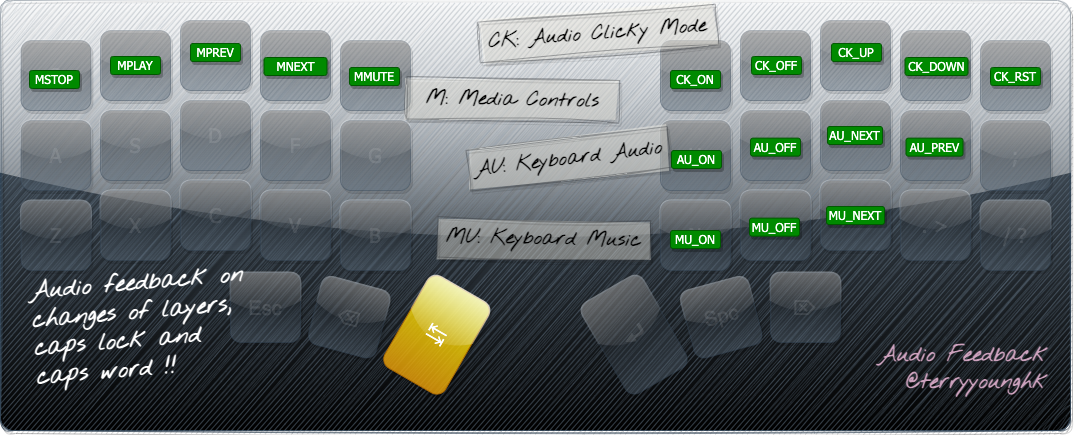 CK: Audio Clicky Mode
MSTOP MPLAY MPREV MNEXT MMUTE CK_ON CK_OFF CK_UP CK_DOWN CK_RST
M: Media Controls
A S D F G AU_ON AU_OFF AU_NEXT AU_PREV ;
AU: Keyboard Audio
X C V B MU_ON MU_OFF MU_NEXT . > / ?
MU: Keyboard Music
Esc Spc
Audio feedback on
changes of layers,
caps lock and
caps word !!
Audio Feedback
@terryyounghk